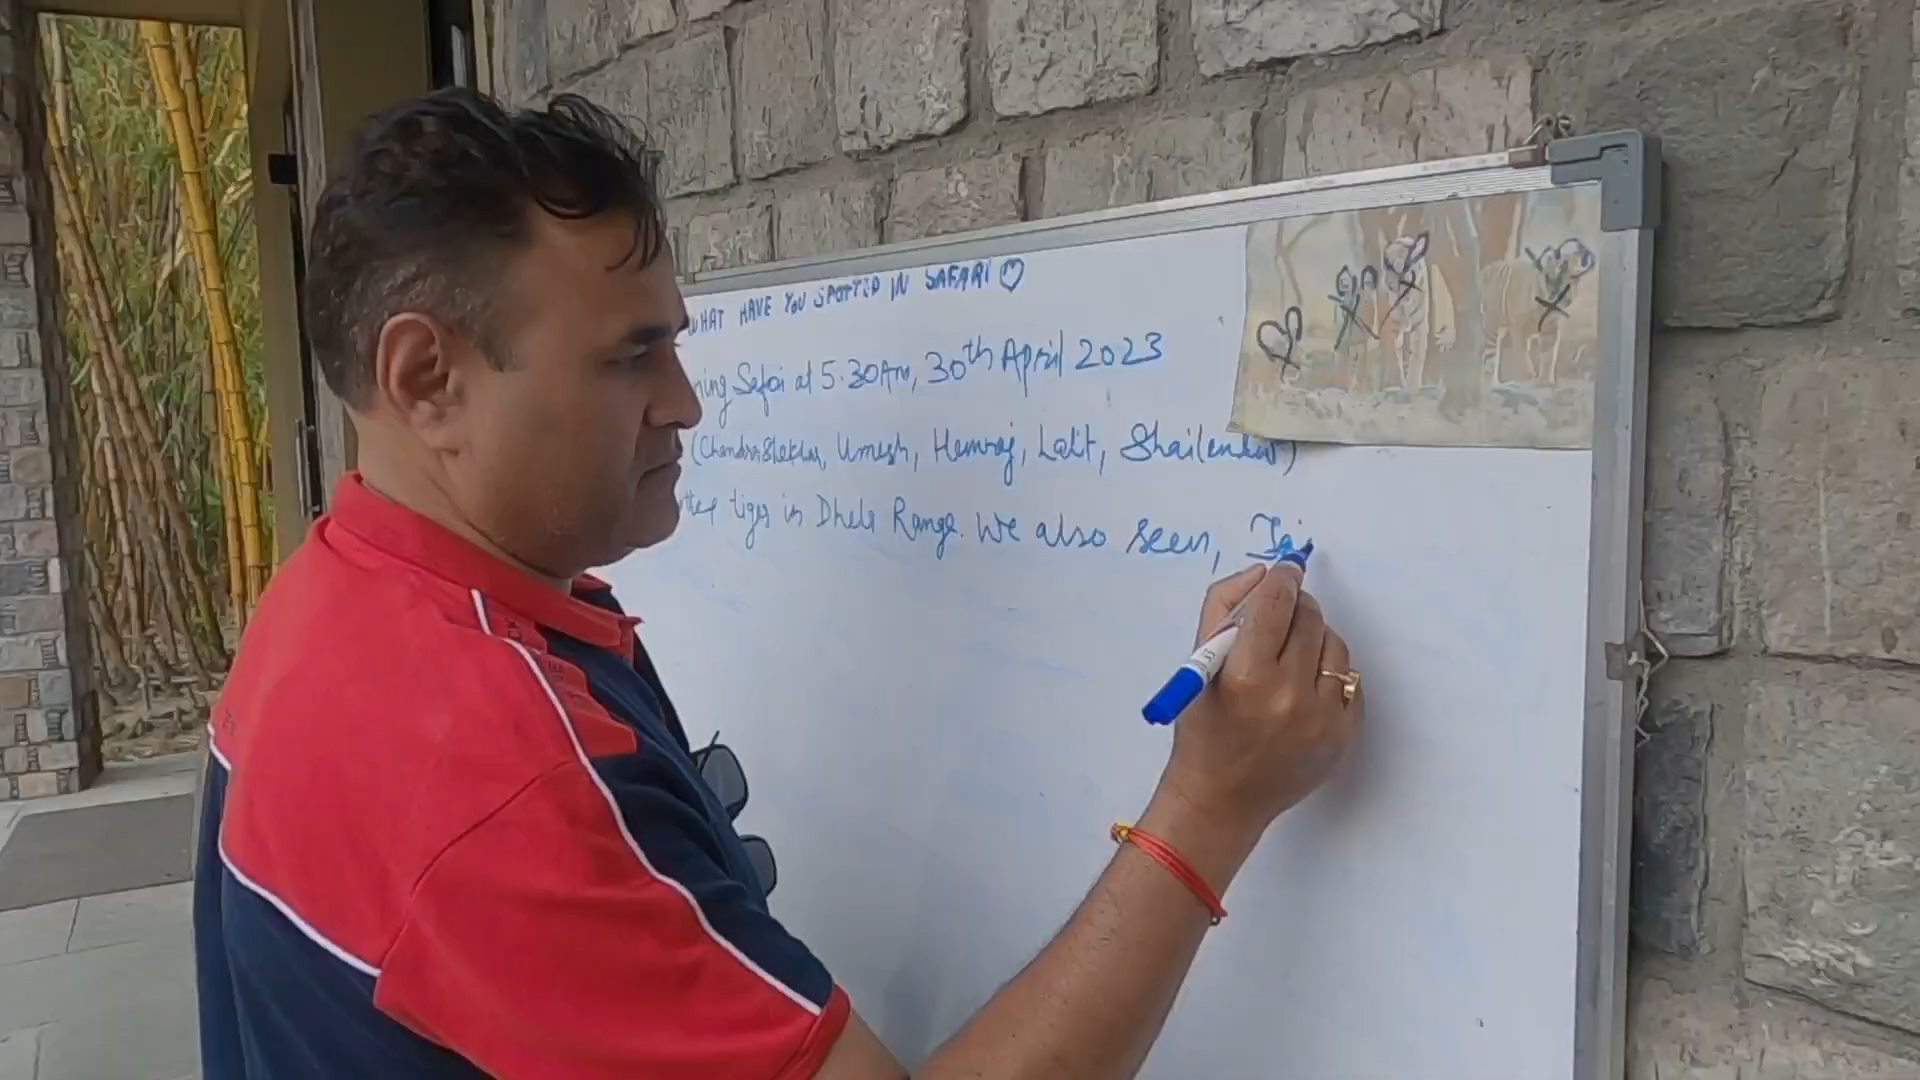 WHAT HAVE YOU SPOTTED IN SAFARI
ning Safai at 5.30Am, 30th April 2023
(Chandrashekhar, Umesh, Hemraj, Lalit, Shailendra)
tiger in Dhela Range. We also seen,